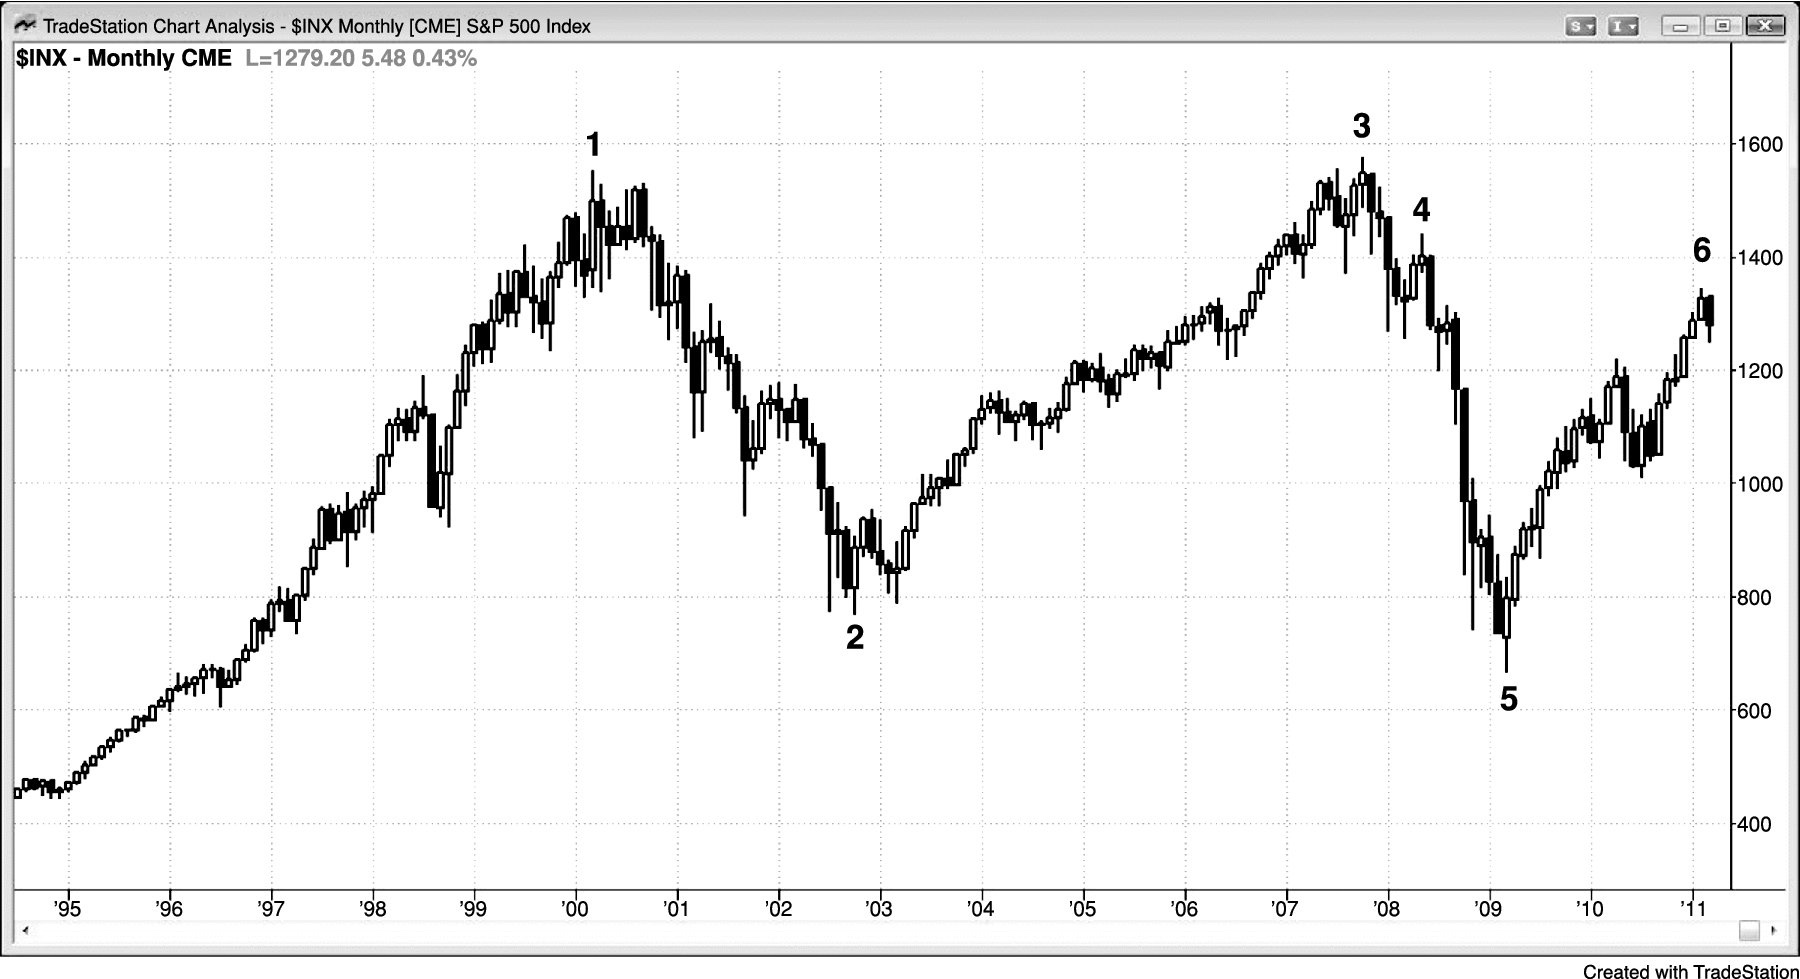 TradeStation Chart Analysis - $INX Monthly [CME] S&P 500 Index
S I
$INX - Monthly CME L=1279.20 5.48 0.43%
3
1
1600
4
6
1400
1200
1000
800
2
5
600
400
'95 '96 '97 '98 '99 '00 '01 '02 '03 '04 '05 '06 '07 '08 '09 '10 '11
Created with TradeStation